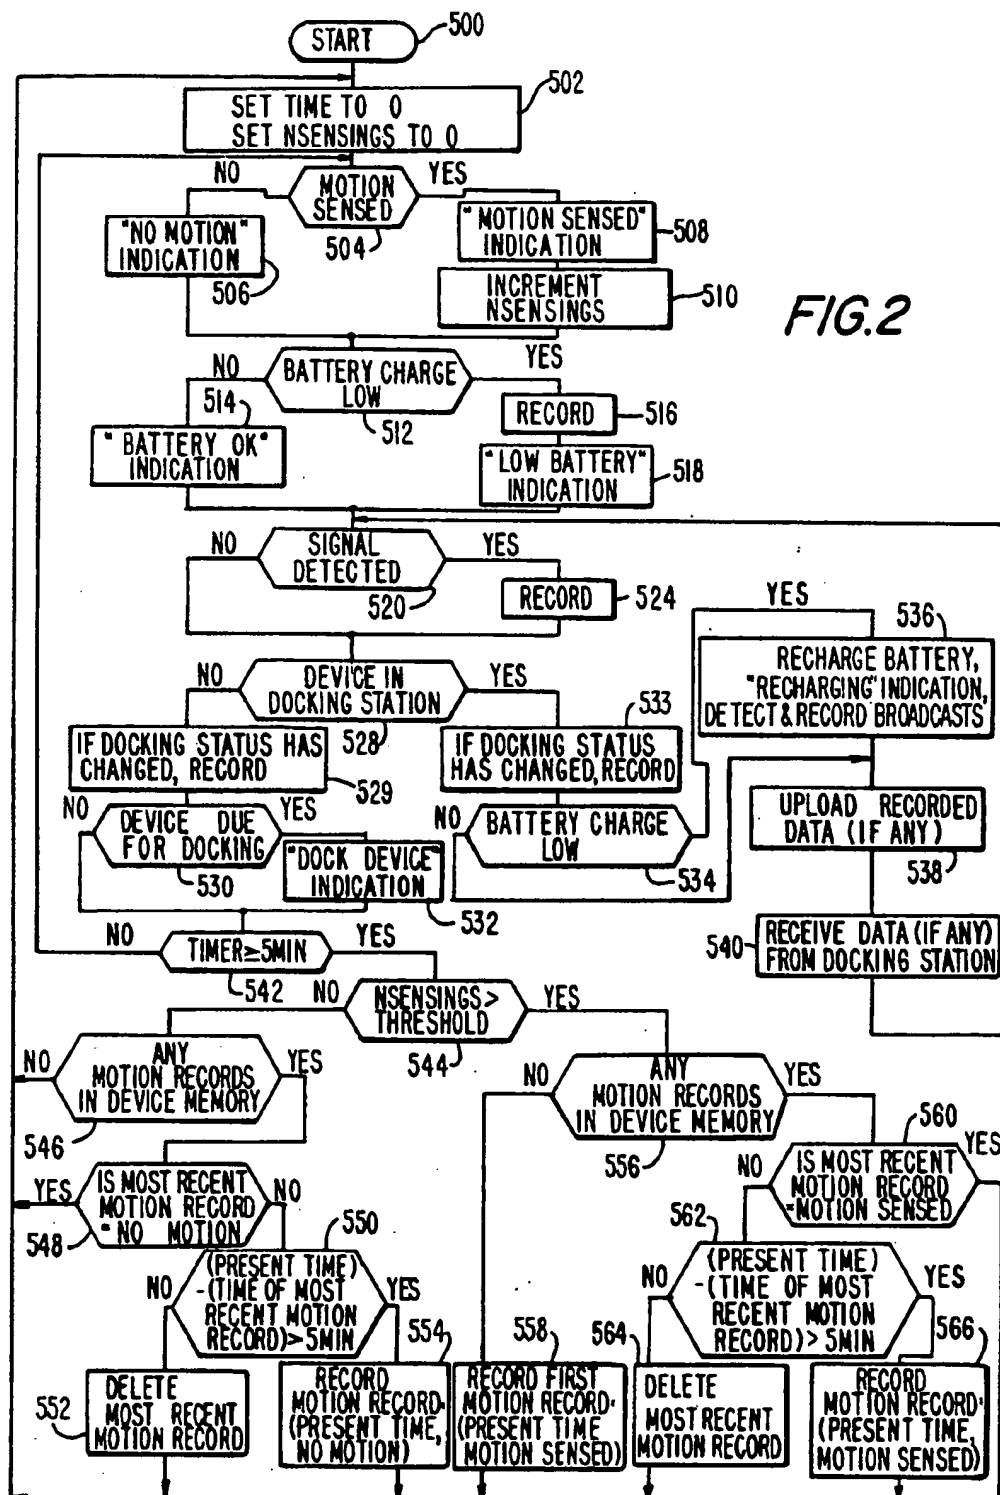 START
500
502
SET TIME TO 0
SET NSENSINGS TO 0
NO
YES
MOTION
SENSED
504
"NO MOTION"
INDICATION
506
"MOTION SENSED"
INDICATION
508
INCREMENT
NSENSINGS
510
FIG.2
NO
YES
BATTERY CHARGE
LOW
512
514
"BATTERY OK"
INDICATION
RECORD
516
"LOW BATTERY"
INDICATION
518
NO
YES
SIGNAL
DETECTED
520
RECORD
524
NO
YES
DEVICE IN
DOCKING STATION
528
YES
536
RECHARGE BATTERY,
"RECHARGING" INDICATION,
DETECT & RECORD BROADCASTS
IF DOCKING STATUS HAS
CHANGED, RECORD
529
533
IF DOCKING STATUS
HAS CHANGED, RECORD
NO
YES
DEVICE DUE
FOR DOCKING
530
"DOCK DEVICE"
INDICATION
532
NO
BATTERY CHARGE
LOW
534
UPLOAD RECORDED
DATA (IF ANY)
538
540
RECEIVE DATA (IF ANY)
FROM DOCKING STATION
NO
YES
TIMER≥5MIN
542
NO
YES
NSENSINGS >
THRESHOLD
544
NO
YES
ANY
MOTION RECORDS
IN DEVICE MEMORY
546
NO
YES
ANY
MOTION RECORDS
IN DEVICE MEMORY
556
YES
NO
IS MOST RECENT
MOTION RECORD
=NO MOTION
548
560
NO
YES
IS MOST RECENT
MOTION RECORD
=MOTION SENSED
550
NO
YES
(PRESENT TIME)
-(TIME OF MOST
RECENT MOTION
RECORD)>5MIN
562
NO
YES
(PRESENT TIME)
-(TIME OF MOST
RECENT MOTION
RECORD)>5MIN
552
DELETE
MOST RECENT
MOTION RECORD
554
RECORD
MOTION RECORD:
(PRESENT TIME,
NO MOTION)
558
RECORD FIRST
MOTION RECORD:
(PRESENT TIME
MOTION SENSED)
564
DELETE
MOST RECENT
MOTION RECORD
566
RECORD
MOTION RECORD:
(PRESENT TIME,
MOTION SENSED)